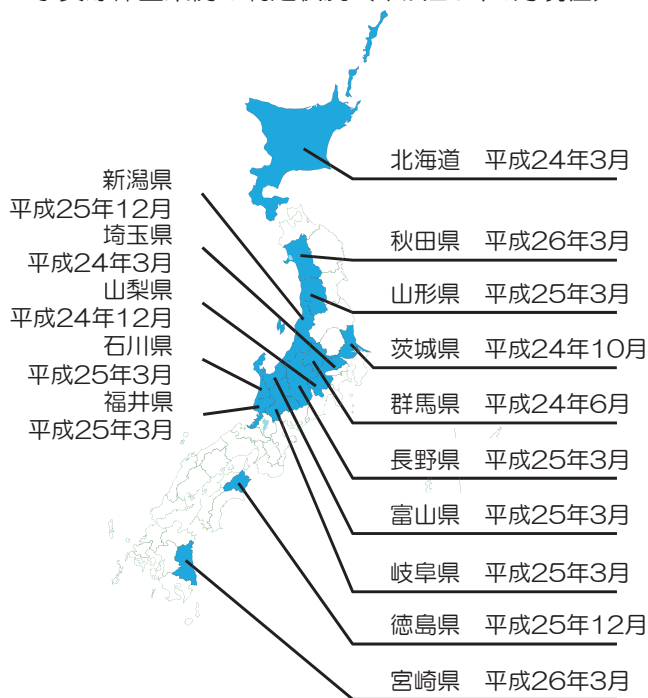 北海道 平成24年3月
新潟県
平成25年12月
埼玉県
平成24年3月
山梨県
平成24年12月
石川県
平成25年3月
福井県
平成25年3月
秋田県 平成26年3月
山形県 平成25年3月
茨城県 平成24年10月
群馬県 平成24年6月
長野県 平成25年3月
富山県 平成25年3月
岐阜県 平成25年3月
徳島県 平成25年12月
宮崎県 平成26年3月